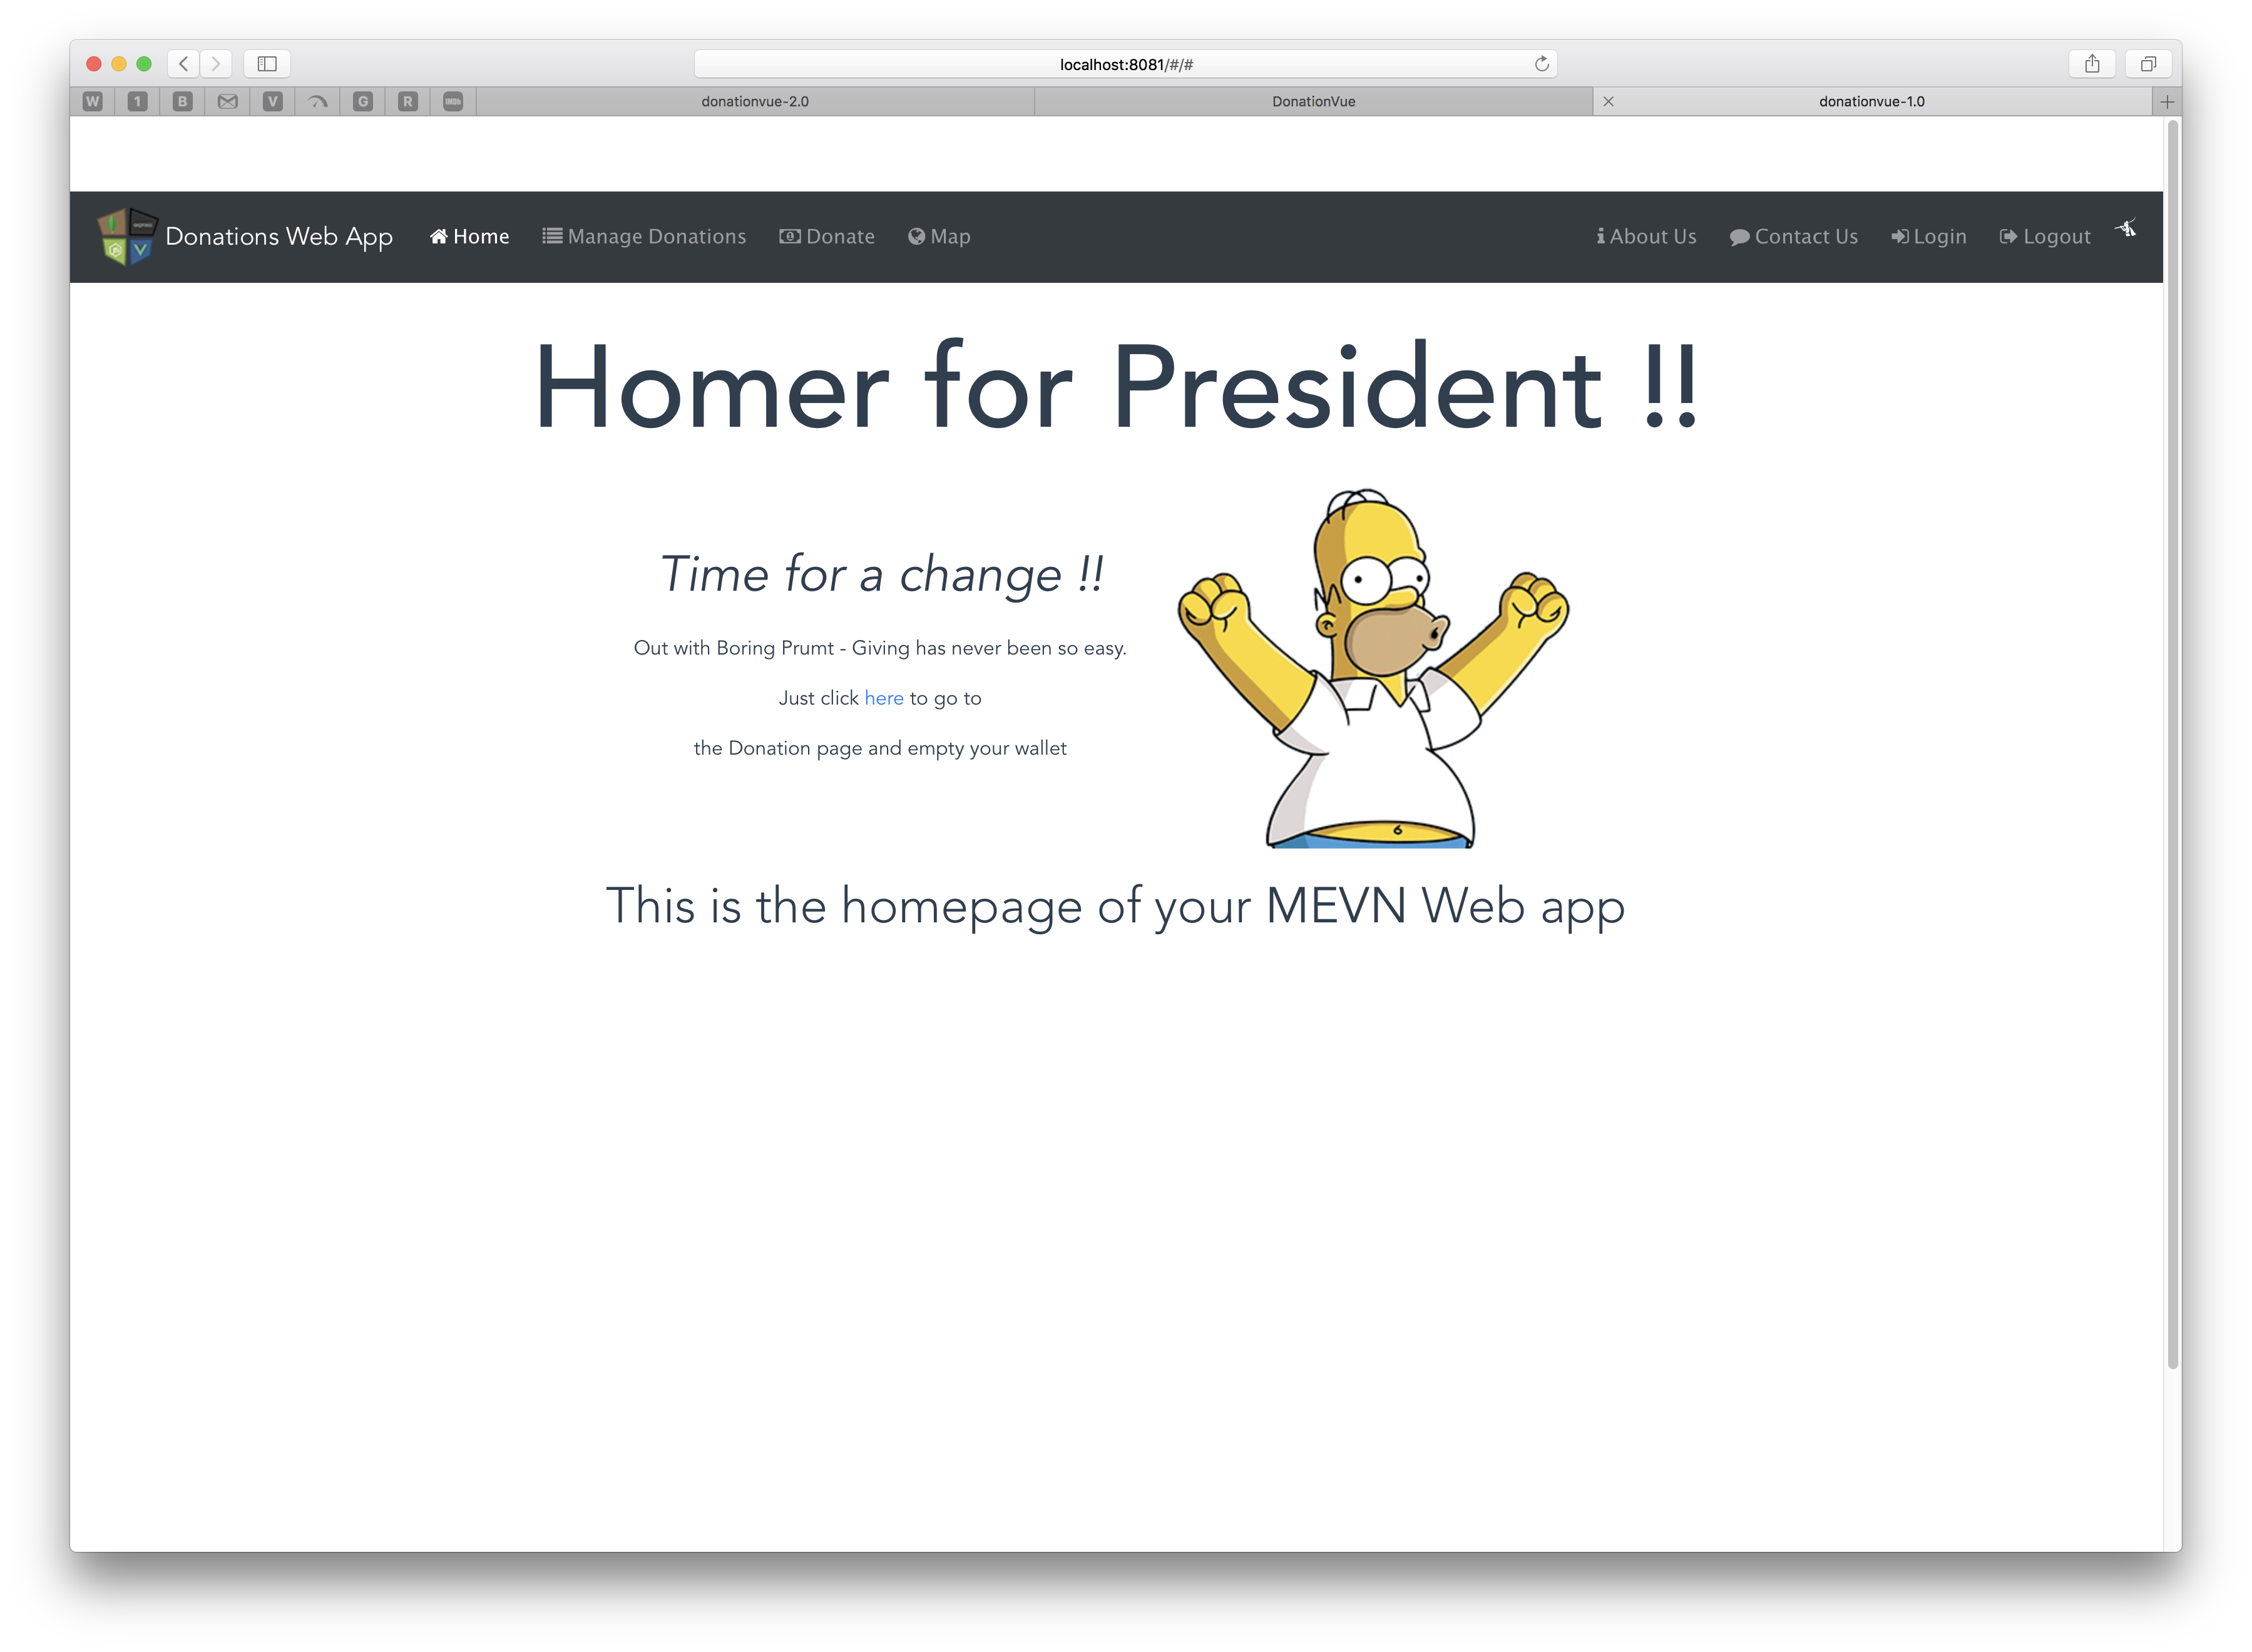 localhost:8081/#/#
W 1 B V G R IMDb donationvue-2.0 DonationVue donationvue-1.0
Donations Web App Home Manage Donations Donate Map About Us Contact Us Login Logout
Homer for President !!
Time for a change !!
Out with Boring Prumt - Giving has never been so easy.
Just click here to go to
the Donation page and empty your wallet
This is the homepage of your MEVN Web app